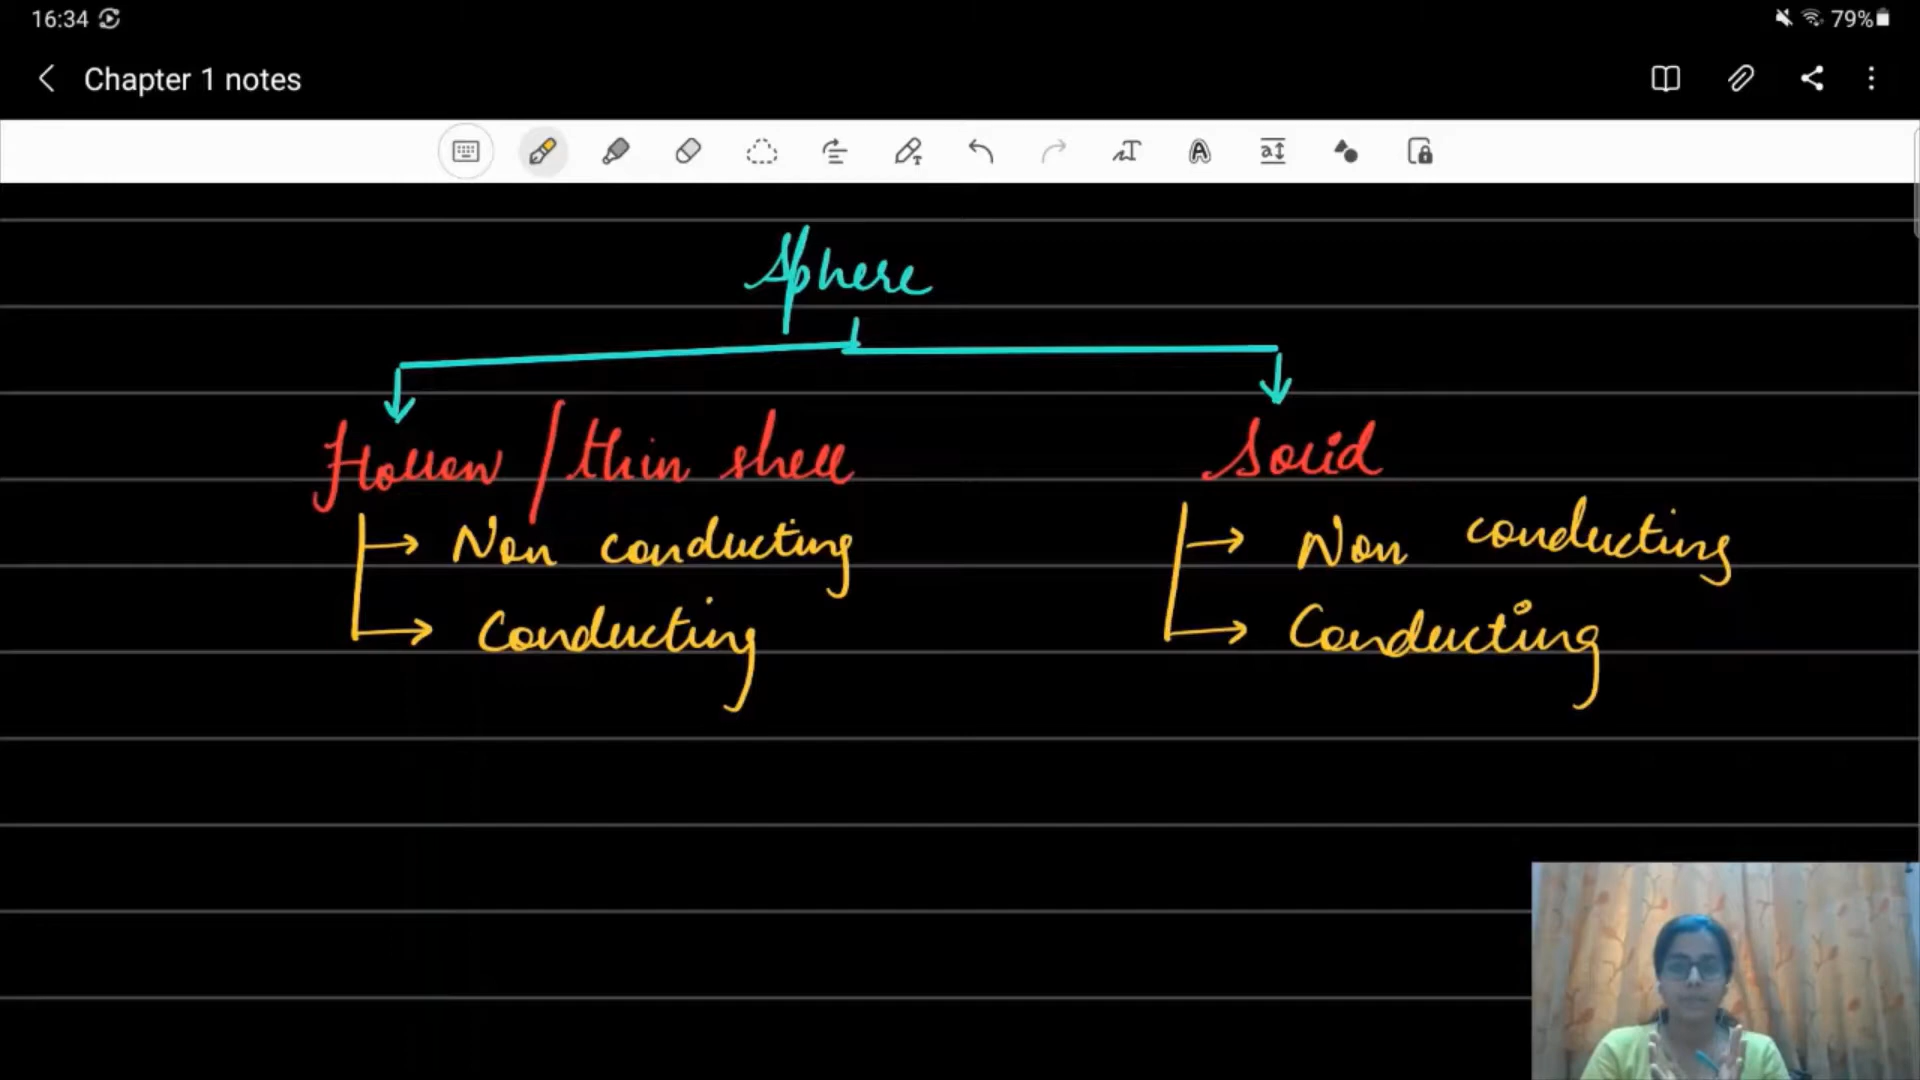 16:34 79%
Chapter 1 notes
Sphere
Hollow / thin shell Solid
Non conducting Non conducting
Conducting Conducting